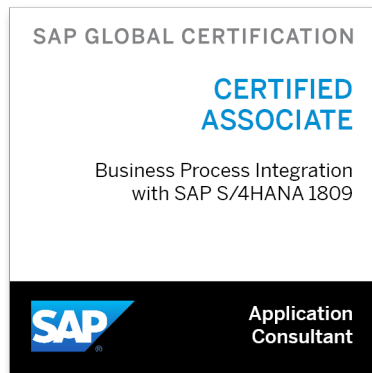 SAP GLOBAL CERTIFICATION
CERTIFIED
ASSOCIATE
Business Process Integration
with SAP S/4HANA 1809
SAP®
Application
Consultant